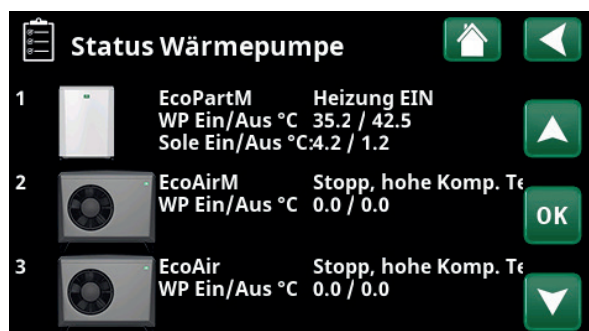 Status Wärmepumpe
1 EcoPartM Heizung EIN
WP Ein/Aus °C 35.2 / 42.5
Sole Ein/Aus °C:4.2 / 1.2
2 EcoAirM Stopp, hohe Komp. Te
WP Ein/Aus °C 0.0 / 0.0
OK
3 EcoAir Stopp, hohe Komp. Te
WP Ein/Aus °C 0.0 / 0.0